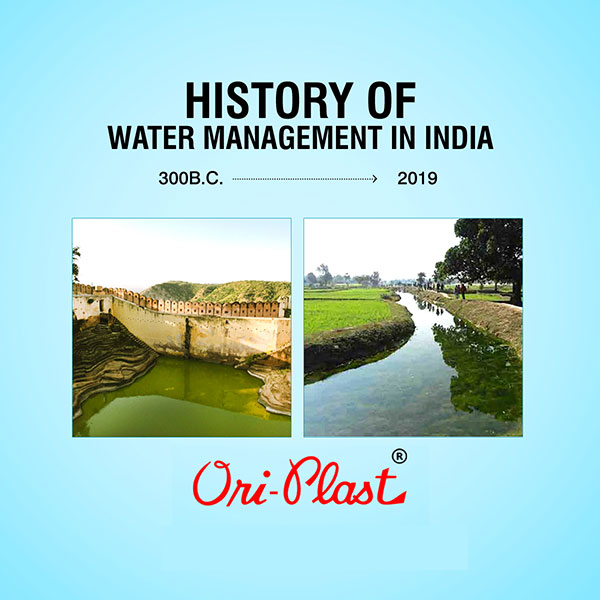 HISTORY OF
WATER MANAGEMENT IN INDIA
300B.C. 2019
Ori-Plast®